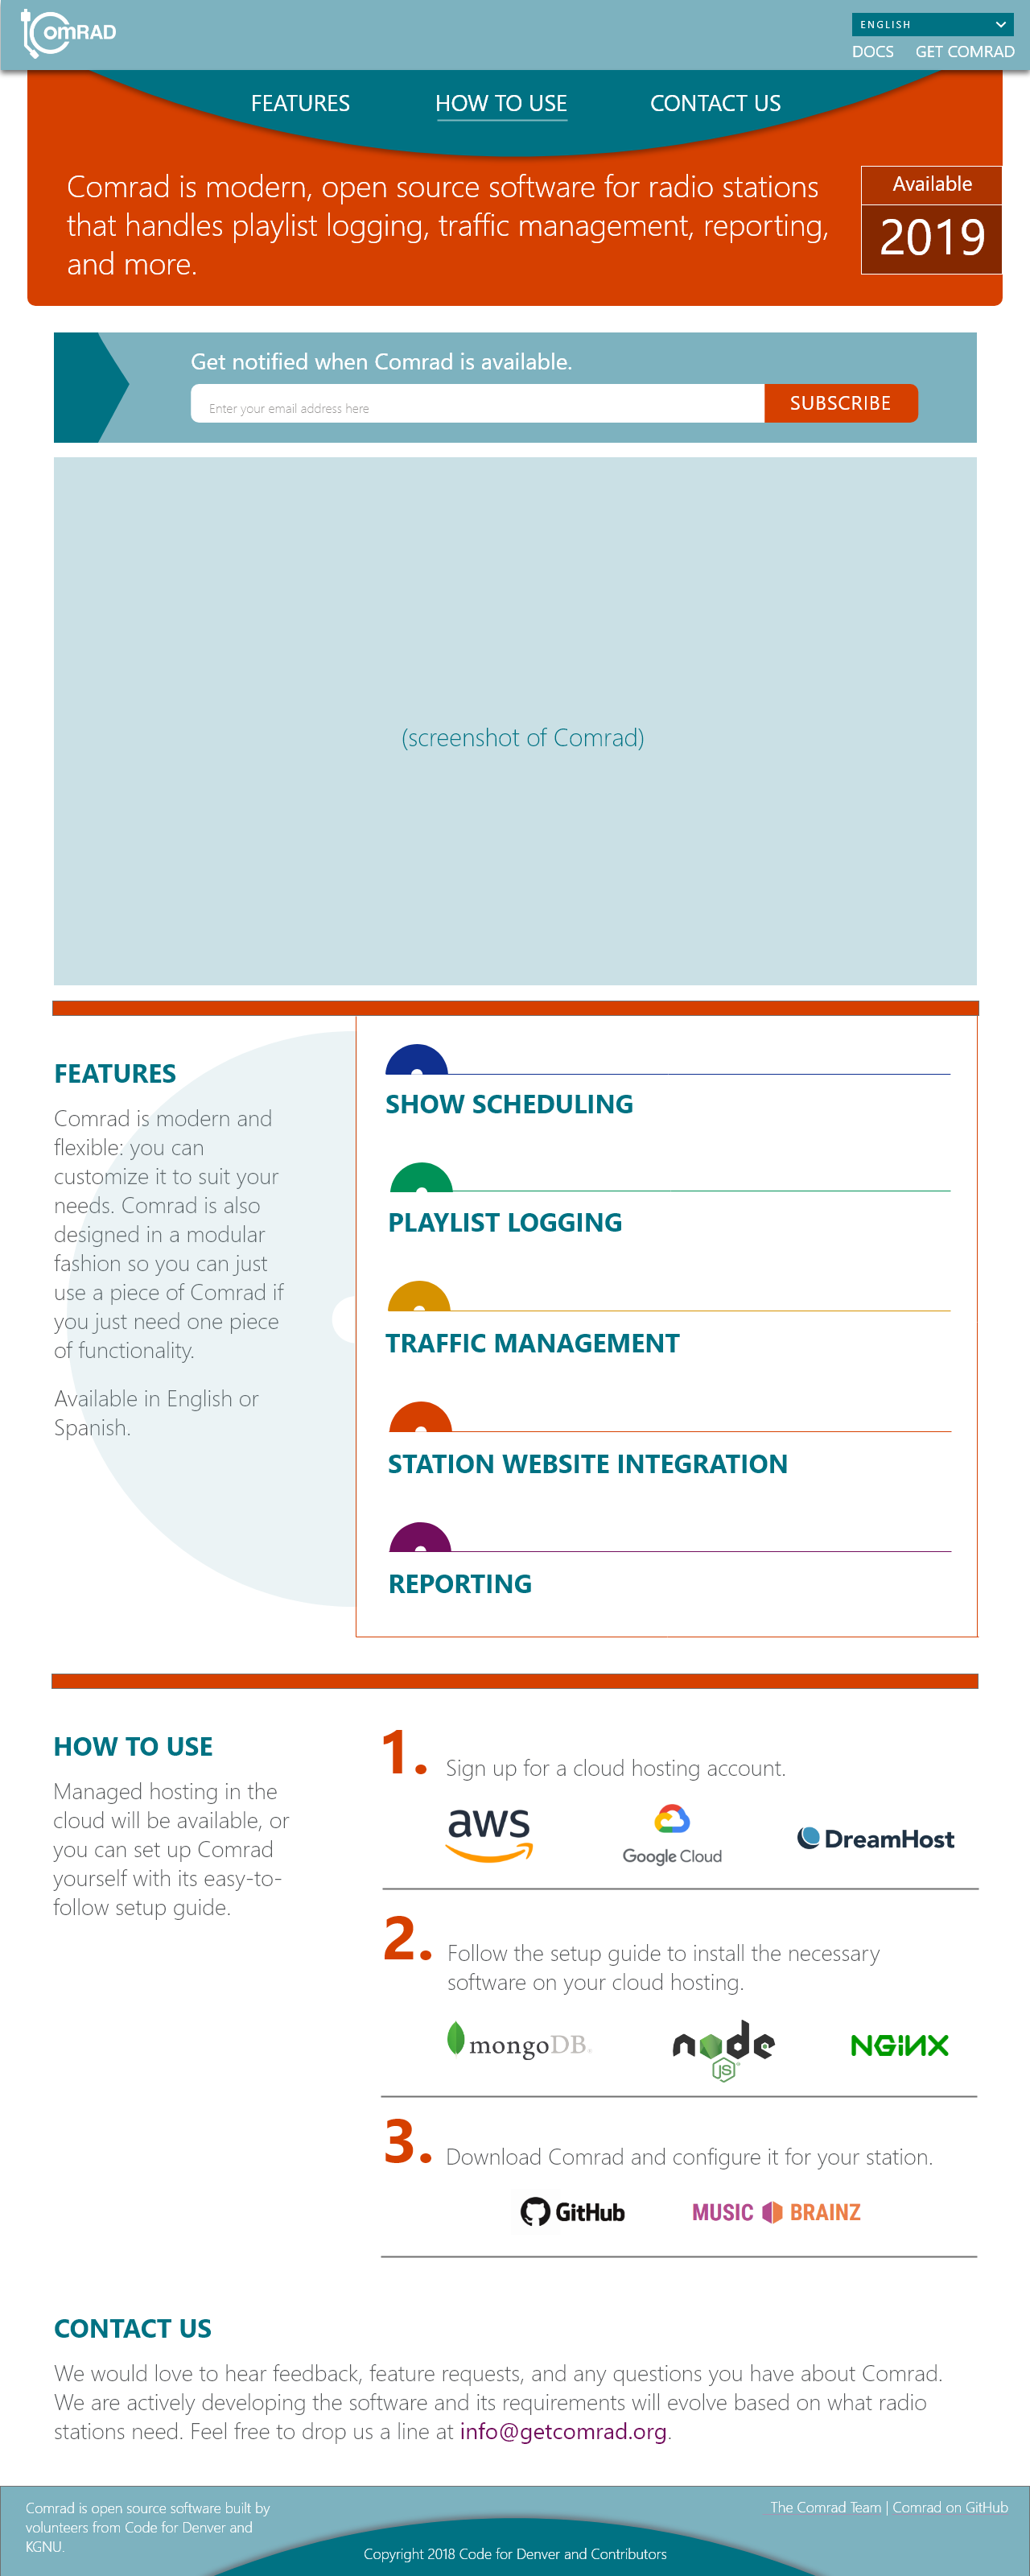 COMRAD
ENGLISH
DOCS GET COMRAD
FEATURES HOW TO USE CONTACT US
Comrad is modern, open source software for radio stations
that handles playlist logging, traffic management, reporting,
and more.
Available
2019
Get notified when Comrad is available.
Enter your email address here
SUBSCRIBE
(screenshot of Comrad)
FEATURES
Comrad is modern and
flexible: you can
customize it to suit your
needs. Comrad is also
designed in a modular
fashion so you can just
use a piece of Comrad if
you just need one piece
of functionality.
Available in English or
Spanish.
SHOW SCHEDULING
PLAYLIST LOGGING
TRAFFIC MANAGEMENT
STATION WEBSITE INTEGRATION
REPORTING
HOW TO USE
Managed hosting in the
cloud will be available, or
you can set up Comrad
yourself with its easy-to-
follow setup guide.
1. Sign up for a cloud hosting account.
aws Google Cloud DreamHost
2. Follow the setup guide to install the necessary
software on your cloud hosting.
mongoDB node NGINX
JS
3. Download Comrad and configure it for your station.
GitHub MUSIC BRAINZ
CONTACT US
We would love to hear feedback, feature requests, and any questions you have about Comrad.
We are actively developing the software and its requirements will evolve based on what radio
stations need. Feel free to drop us a line at info@getcomrad.org.
Comrad is open source software built by
volunteers from Code for Denver and
KGNU.
The Comrad Team | Comrad on GitHub
Copyright 2018 Code for Denver and Contributors